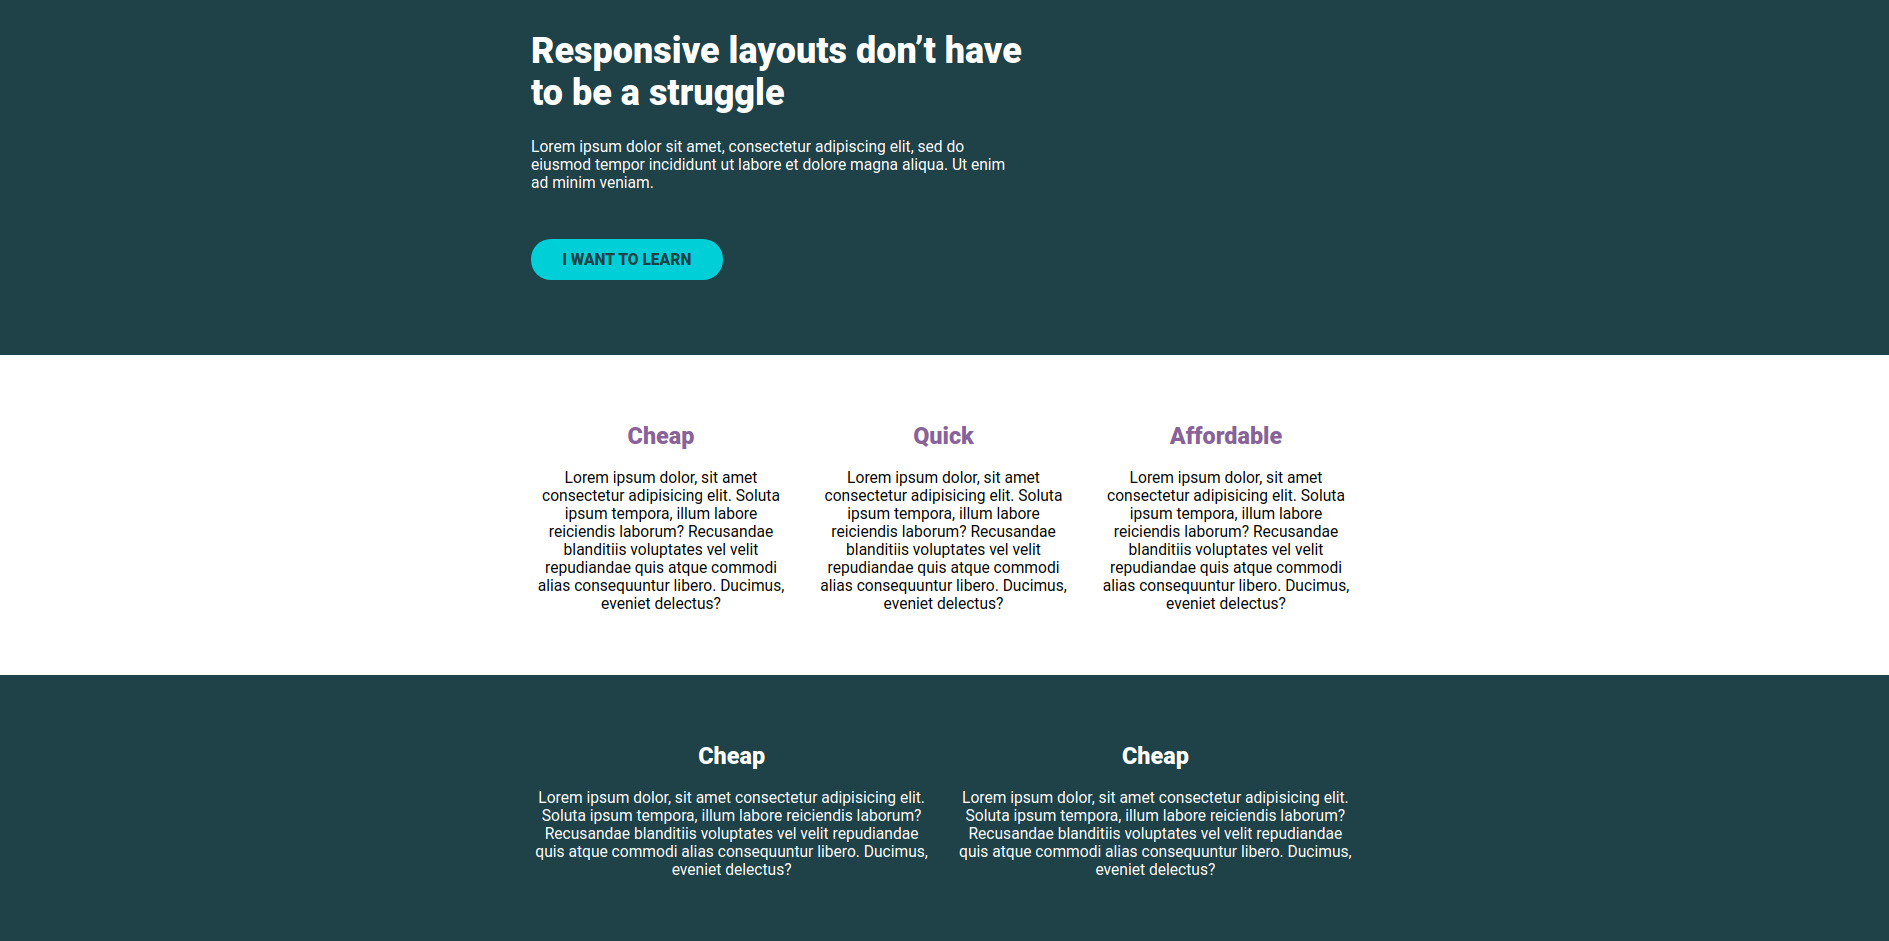 Responsive layouts don’t have
to be a struggle
Lorem ipsum dolor sit amet, consectetur adipiscing elit, sed do
eiusmod tempor incididunt ut labore et dolore magna aliqua. Ut enim
ad minim veniam.
I WANT TO LEARN
Cheap
Lorem ipsum dolor, sit amet
consectetur adipisicing elit. Soluta
ipsum tempora, illum labore
reiciendis laborum? Recusandae
blanditiis voluptates vel velit
repudiandae quis atque commodi
alias consequuntur libero. Ducimus,
eveniet delectus?
Quick
Lorem ipsum dolor, sit amet
consectetur adipisicing elit. Soluta
ipsum tempora, illum labore
reiciendis laborum? Recusandae
blanditiis voluptates vel velit
repudiandae quis atque commodi
alias consequuntur libero. Ducimus,
eveniet delectus?
Affordable
Lorem ipsum dolor, sit amet
consectetur adipisicing elit. Soluta
ipsum tempora, illum labore
reiciendis laborum? Recusandae
blanditiis voluptates vel velit
repudiandae quis atque commodi
alias consequuntur libero. Ducimus,
eveniet delectus?
Cheap
Lorem ipsum dolor, sit amet consectetur adipisicing elit.
Soluta ipsum tempora, illum labore reiciendis laborum?
Recusandae blanditiis voluptates vel velit repudiandae
quis atque commodi alias consequuntur libero. Ducimus,
eveniet delectus?
Cheap
Lorem ipsum dolor, sit amet consectetur adipisicing elit.
Soluta ipsum tempora, illum labore reiciendis laborum?
Recusandae blanditiis voluptates vel velit repudiandae
quis atque commodi alias consequuntur libero. Ducimus,
eveniet delectus?